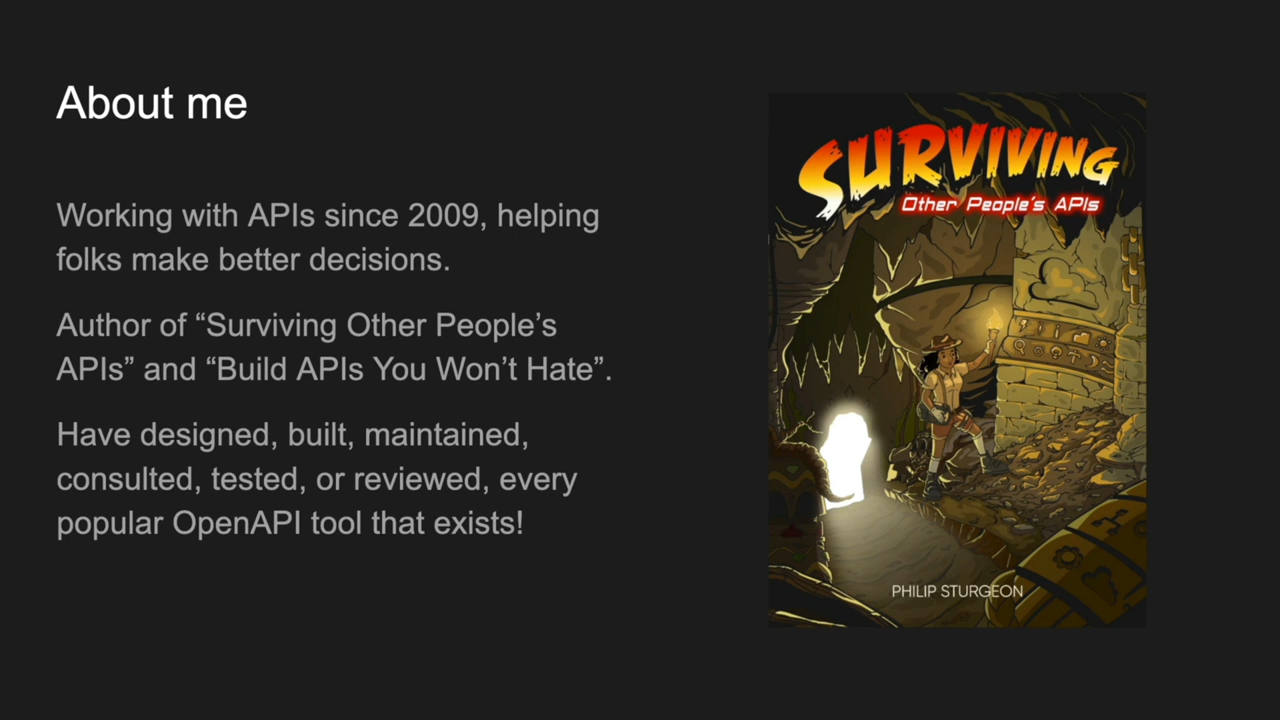 About me
Working with APIs since 2009, helping
folks make better decisions.
Author of “Surviving Other People’s
APIs” and “Build APIs You Won’t Hate”.
Have designed, built, maintained,
consulted, tested, or reviewed, every
popular OpenAPI tool that exists!
SURVIVING
Other People's APIs
PHILIP STURGEON